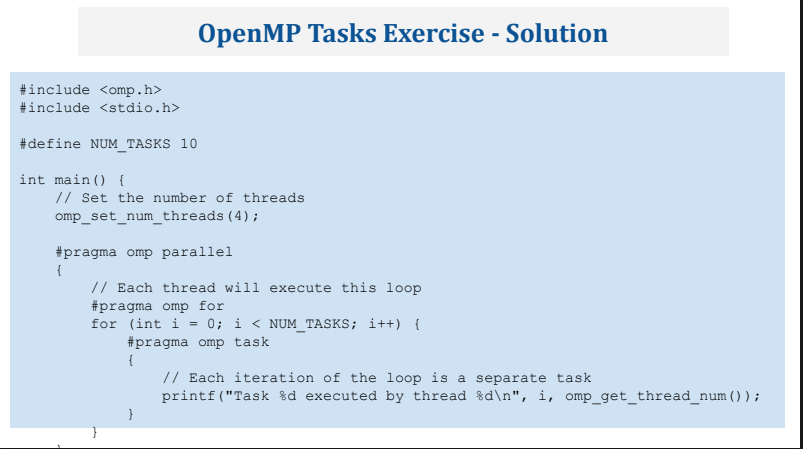 OpenMP Tasks Exercise - Solution
#include <omp.h>
#include <stdio.h>
#define NUM_TASKS 10
int main() {
    // Set the number of threads
    omp_set_num_threads(4);
    #pragma omp parallel
    {
        // Each thread will execute this loop
        #pragma omp for
        for (int i = 0; i < NUM_TASKS; i++) {
            #pragma omp task
            {
                // Each iteration of the loop is a separate task
                printf("Task %d executed by thread %d\n", i, omp_get_thread_num());
            }
        }
    }